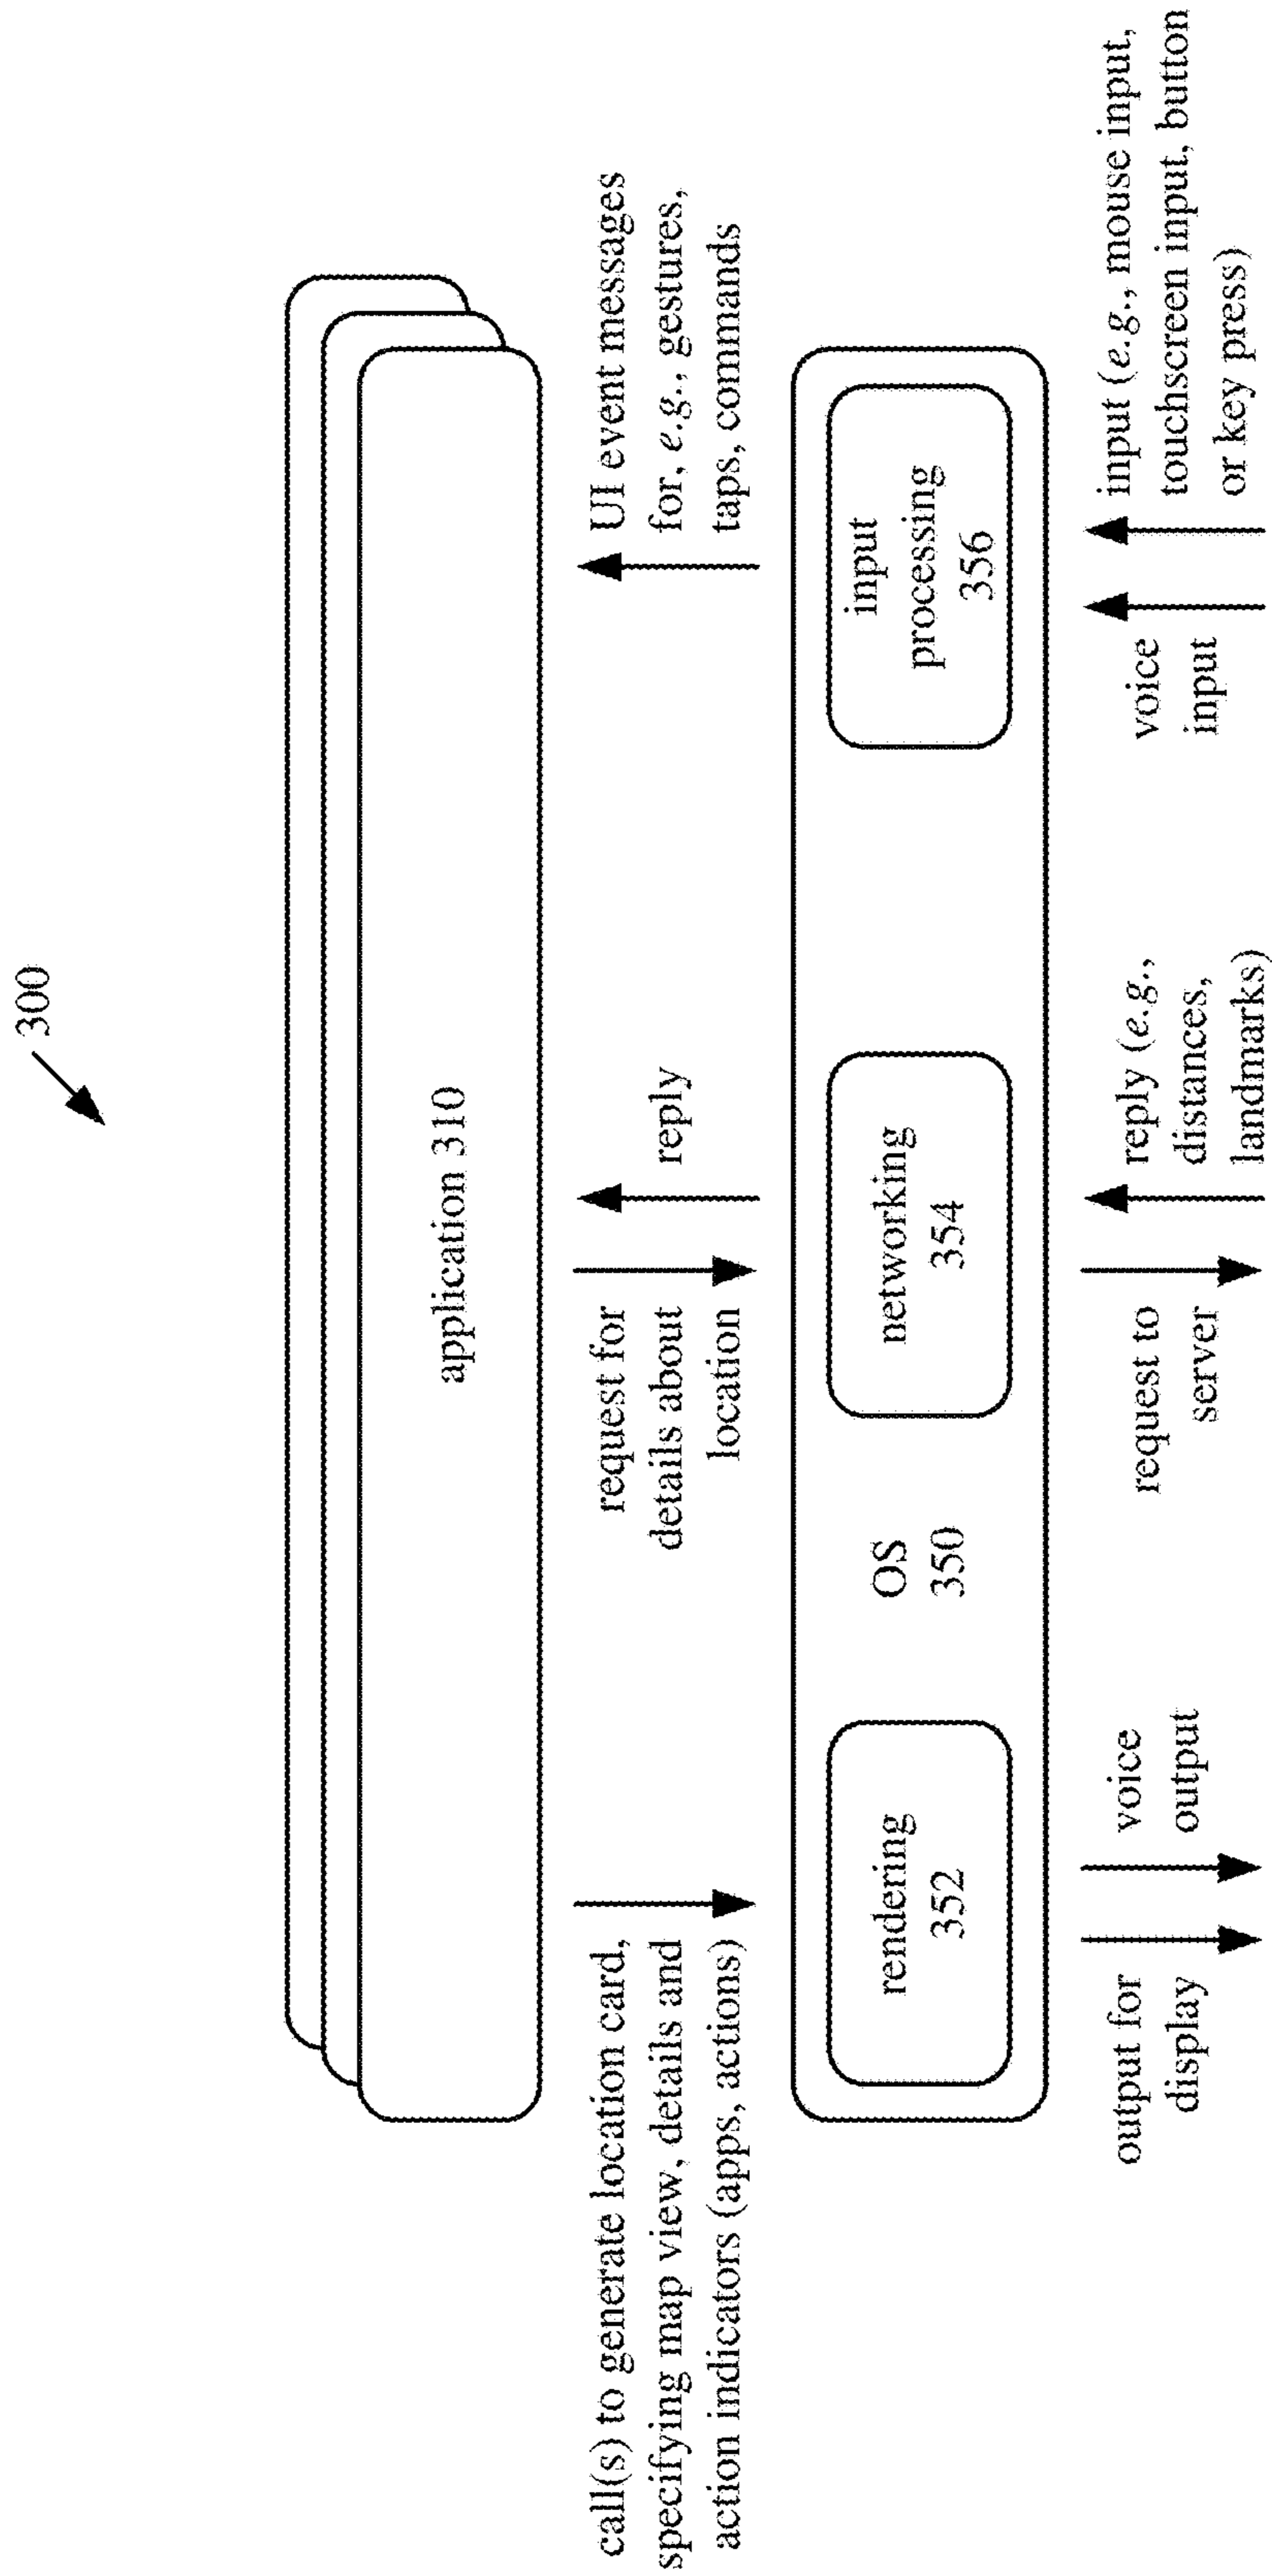 300
application 310
call(s) to generate location card,
specifying map view, details and
action indicators (apps, actions)
request for
details about
location
reply
UI event messages
for, e.g., gestures,
taps, commands
rendering
352
OS
350
networking
354
input
processing
356
output for
display
voice
output
request to
server
reply (e.g.,
distances,
landmarks)
voice
input
input (e.g., mouse input,
touchscreen input, button
or key press)